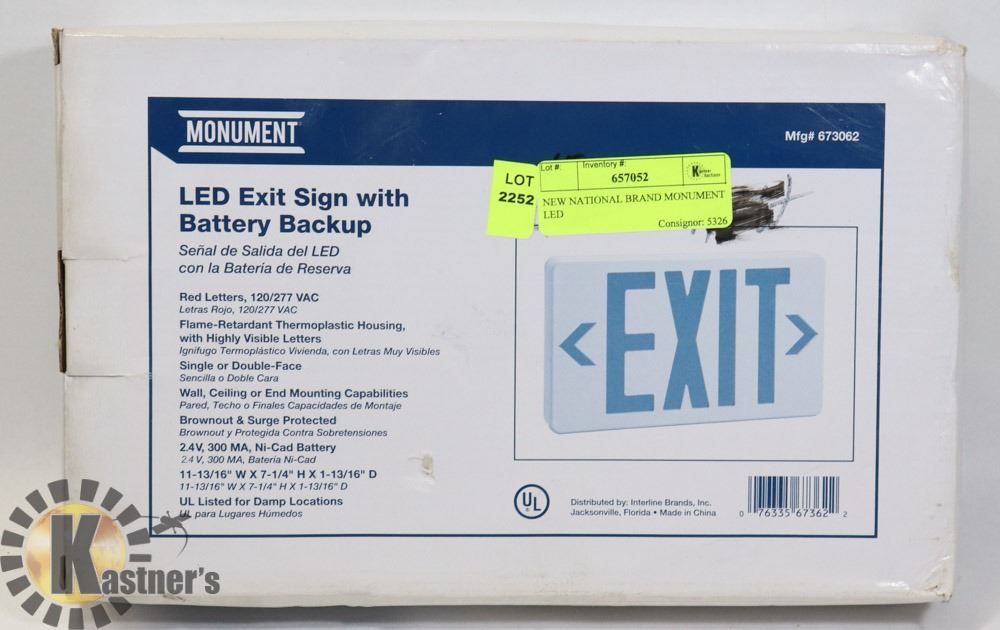 MONUMENT
Mfg# 673062
LED Exit Sign with
Battery Backup
Señal de Salida del LED
con la Batería de Reserva
Red Letters, 120/277 VAC
Letras Rojo, 120/277 VAC
Flame-Retardant Thermoplastic Housing,
with Highly Visible Letters
Ignífugo Termoplástico Vivienda, con Letras Muy Visibles
Single or Double-Face
Sencilla o Doble Cara
Wall, Ceiling or End Mounting Capabilities
Pared, Techo o Finales Capacidades de Montaje
Brownout & Surge Protected
Brownout y Protegida Contra Sobretensiones
2.4V, 300 MA, Ni-Cad Battery
2.4 V, 300 MA, Batería Ni-Cad
11-13/16" W X 7-1/4" H X 1-13/16" D
11-13/16" W X 7-1/4" H X 1-13/16" D
UL Listed for Damp Locations
UL para Lugares Húmedos
LOT
2252
Lot #:
Inventory #:
657052
Kastner
Auctions
NEW NATIONAL BRAND MONUMENT
LED
Consignor: 5326
EXIT
UL
Distributed by: Interline Brands, Inc.
Jacksonville, Florida • Made in China
0 76335 67362 2
Kastner's